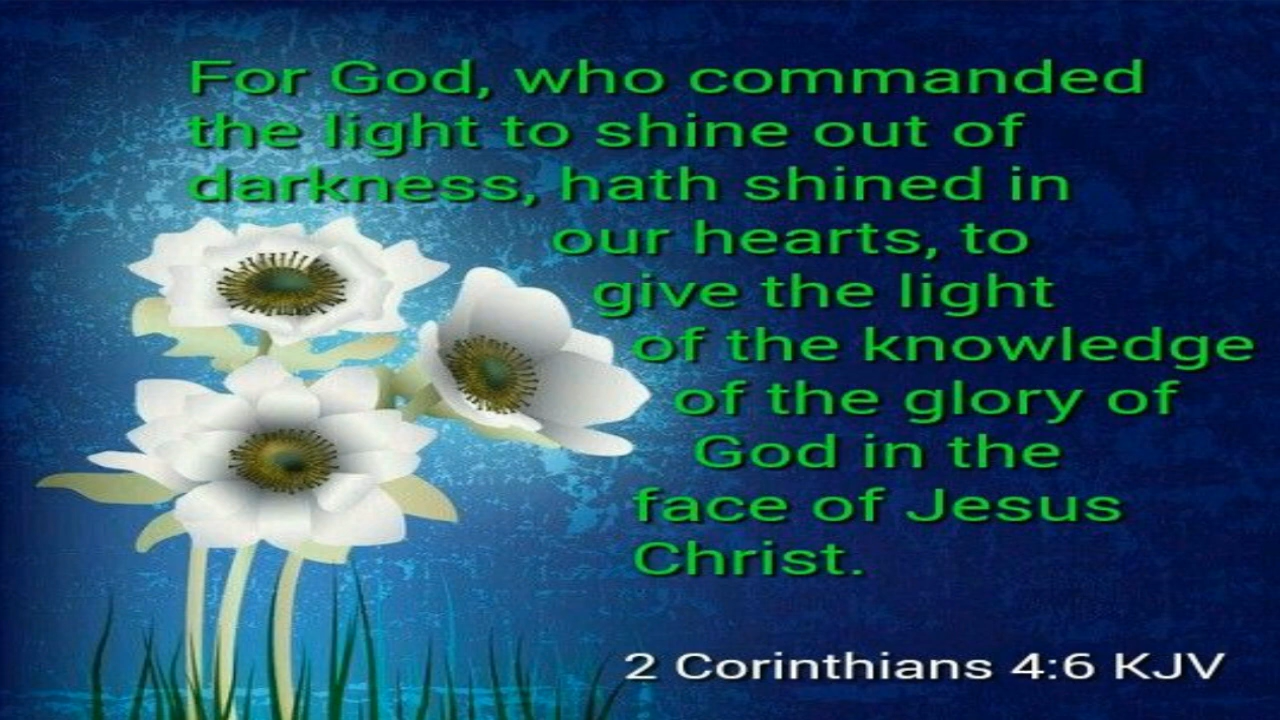 For God, who commanded
the light to shine out of
darkness, hath shined in
our hearts, to
give the light
of the knowledge
of the glory of
God in the
face of Jesus
Christ.
2 Corinthians 4:6 KJV